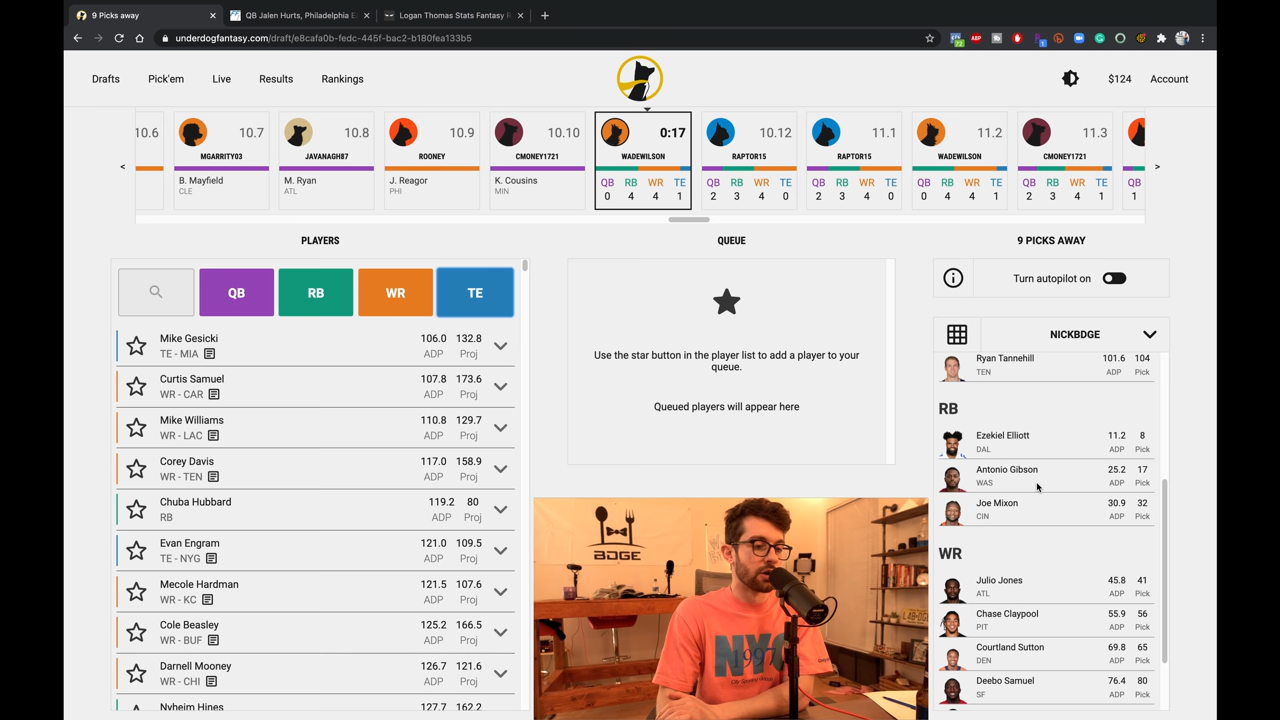 9 Picks away
QB Jalen Hurts, Philadelphia E
Logan Thomas Stats Fantasy R
underdogfantasy.com/draft/e8cafa0b-fedc-445f-bac2-b180fea133b5
Drafts
Pick'em
Live
Results
Rankings
$124
Account
10.6
10.7
MGARRITY03
B. Mayfield
CLE
10.8
JAVANAGH87
M. Ryan
ATL
10.9
ROONEY
J. Reagor
PHI
10.10
CMONEY1721
K. Cousins
MIN
0:17
WADEWILSON
QB RB WR TE
0 4 4 1
10.12
RAPTOR15
QB RB WR TE
2 3 4 0
11.1
RAPTOR15
QB RB WR TE
2 3 4 0
11.2
WADEWILSON
QB RB WR TE
0 4 4 1
11.3
CMONEY1721
QB RB WR TE
2 3 4 1
QB
1
<
>
PLAYERS
QB
RB
WR
TE
Mike Gesicki 106.0 132.8
TE - MIA ADP Proj
Curtis Samuel 107.8 173.6
WR - CAR ADP Proj
Mike Williams 110.8 129.7
WR - LAC ADP Proj
Corey Davis 117.0 158.9
WR - TEN ADP Proj
Chuba Hubbard 119.2 80
RB ADP Proj
Evan Engram 121.0 109.5
TE - NYG ADP Proj
Mecole Hardman 121.5 107.6
WR - KC ADP Proj
Cole Beasley 125.2 166.5
WR - BUF ADP Proj
Darnell Mooney 126.7 121.6
WR - CHI ADP Proj
Nyheim Hines 127.7 162.2
QUEUE
Use the star button in the player list to add a player to your
queue.
Queued players will appear here
BDGE
NYC
1997
9 PICKS AWAY
Turn autopilot on
NICKBDGE
Ryan Tannehill 101.6 104
TEN ADP Pick
RB
Ezekiel Elliott 11.2 8
DAL ADP Pick
Antonio Gibson 25.2 17
WAS ADP Pick
Joe Mixon 30.9 32
CIN ADP Pick
WR
Julio Jones 45.8 41
ATL ADP Pick
Chase Claypool 55.9 56
PIT ADP Pick
Courtland Sutton 69.8 65
DEN ADP Pick
Deebo Samuel 76.4 80
SF ADP Pick